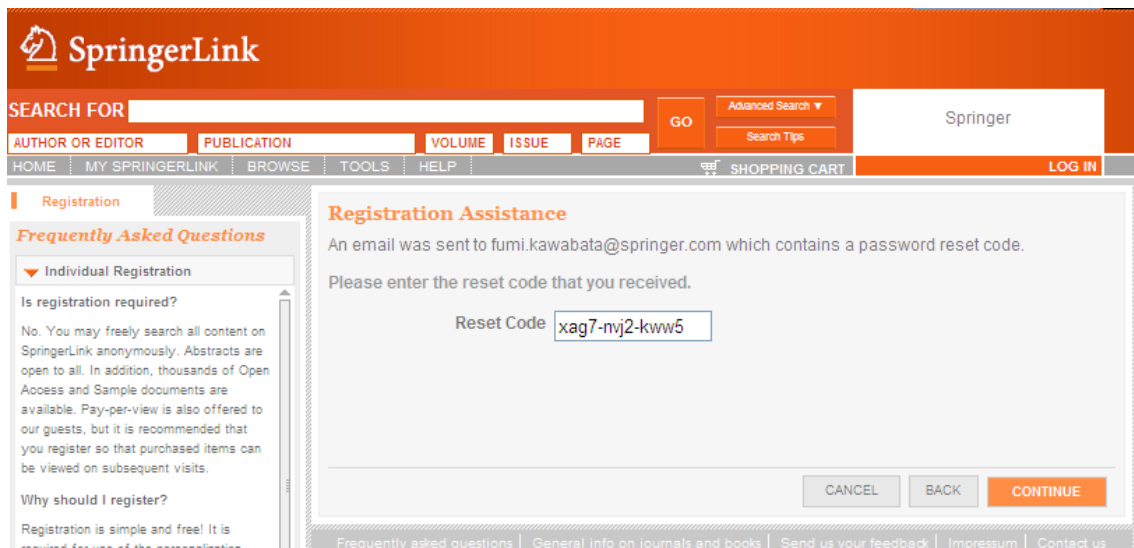 SpringerLink
SEARCH FOR
GO
Advanced Search ▼
Search Tips
Springer
AUTHOR OR EDITOR
PUBLICATION
VOLUME
ISSUE
PAGE
HOME
MY SPRINGERLINK
BROWSE
TOOLS
HELP
SHOPPING CART
LOG IN
Registration
Frequently Asked Questions
Individual Registration
Is registration required?
No. You may freely search all content on
SpringerLink anonymously. Abstracts are
open to all. In addition, thousands of Open
Access and Sample documents are
available. Pay-per-view is also offered to
our guests, but it is recommended that
you register so that purchased items can
be viewed on subsequent visits.
Why should I register?
Registration is simple and free! It is
required for use of the personalization
Registration Assistance
An email was sent to fumi.kawabata@springer.com which contains a password reset code.
Please enter the reset code that you received.
Reset Code xag7-nvj2-kww5
CANCEL
BACK
CONTINUE
Frequently asked questions | General info on journals and books | Send us your feedback | Impressum | Contact us